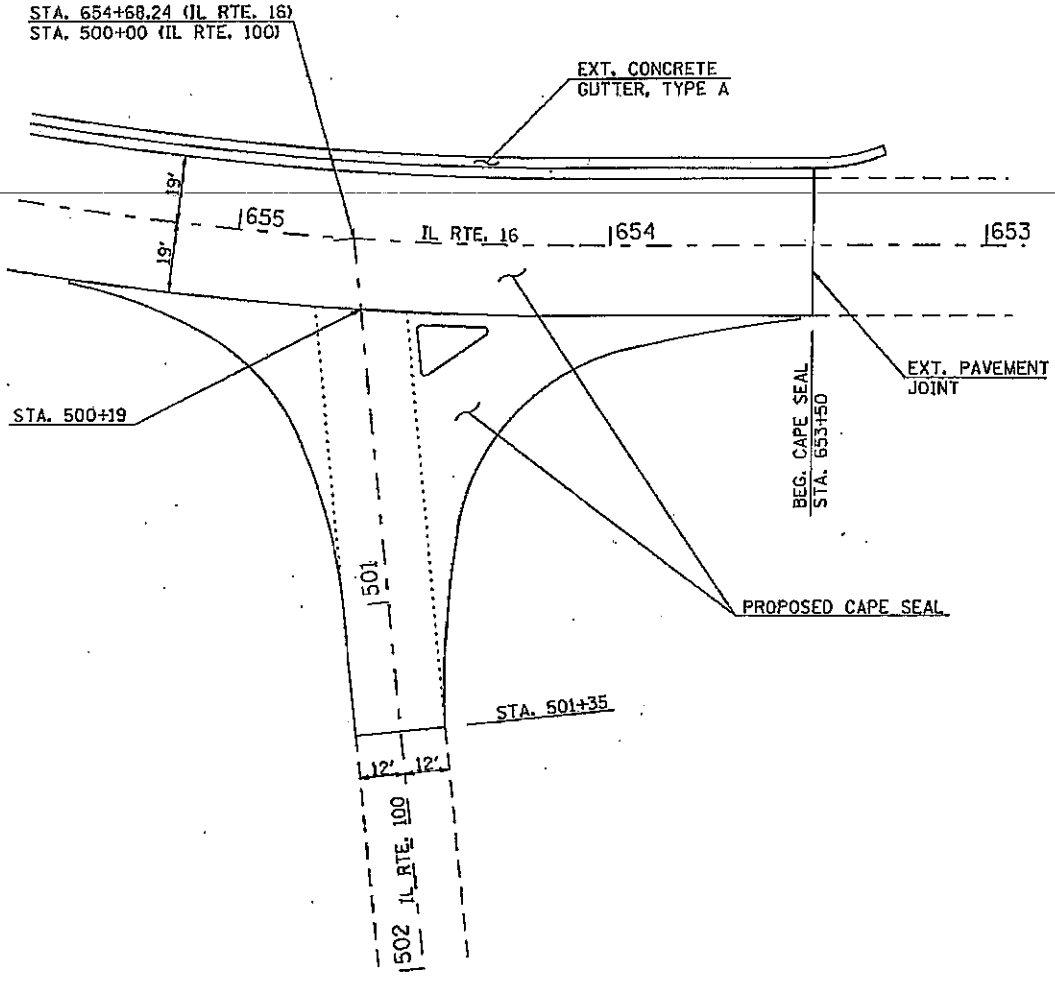 STA. 654+68.24 (IL RTE. 16)
STA. 500+00 (IL RTE. 100)
EXT. CONCRETE
GUTTER, TYPE A
19'
19'
655
IL RTE. 16
654
653
EXT. PAVEMENT
JOINT
STA. 500+19
BEG. CAPE SEAL
STA. 653+50
501
PROPOSED CAPE SEAL
STA. 501+35
12'
12'
IL RTE. 100
502